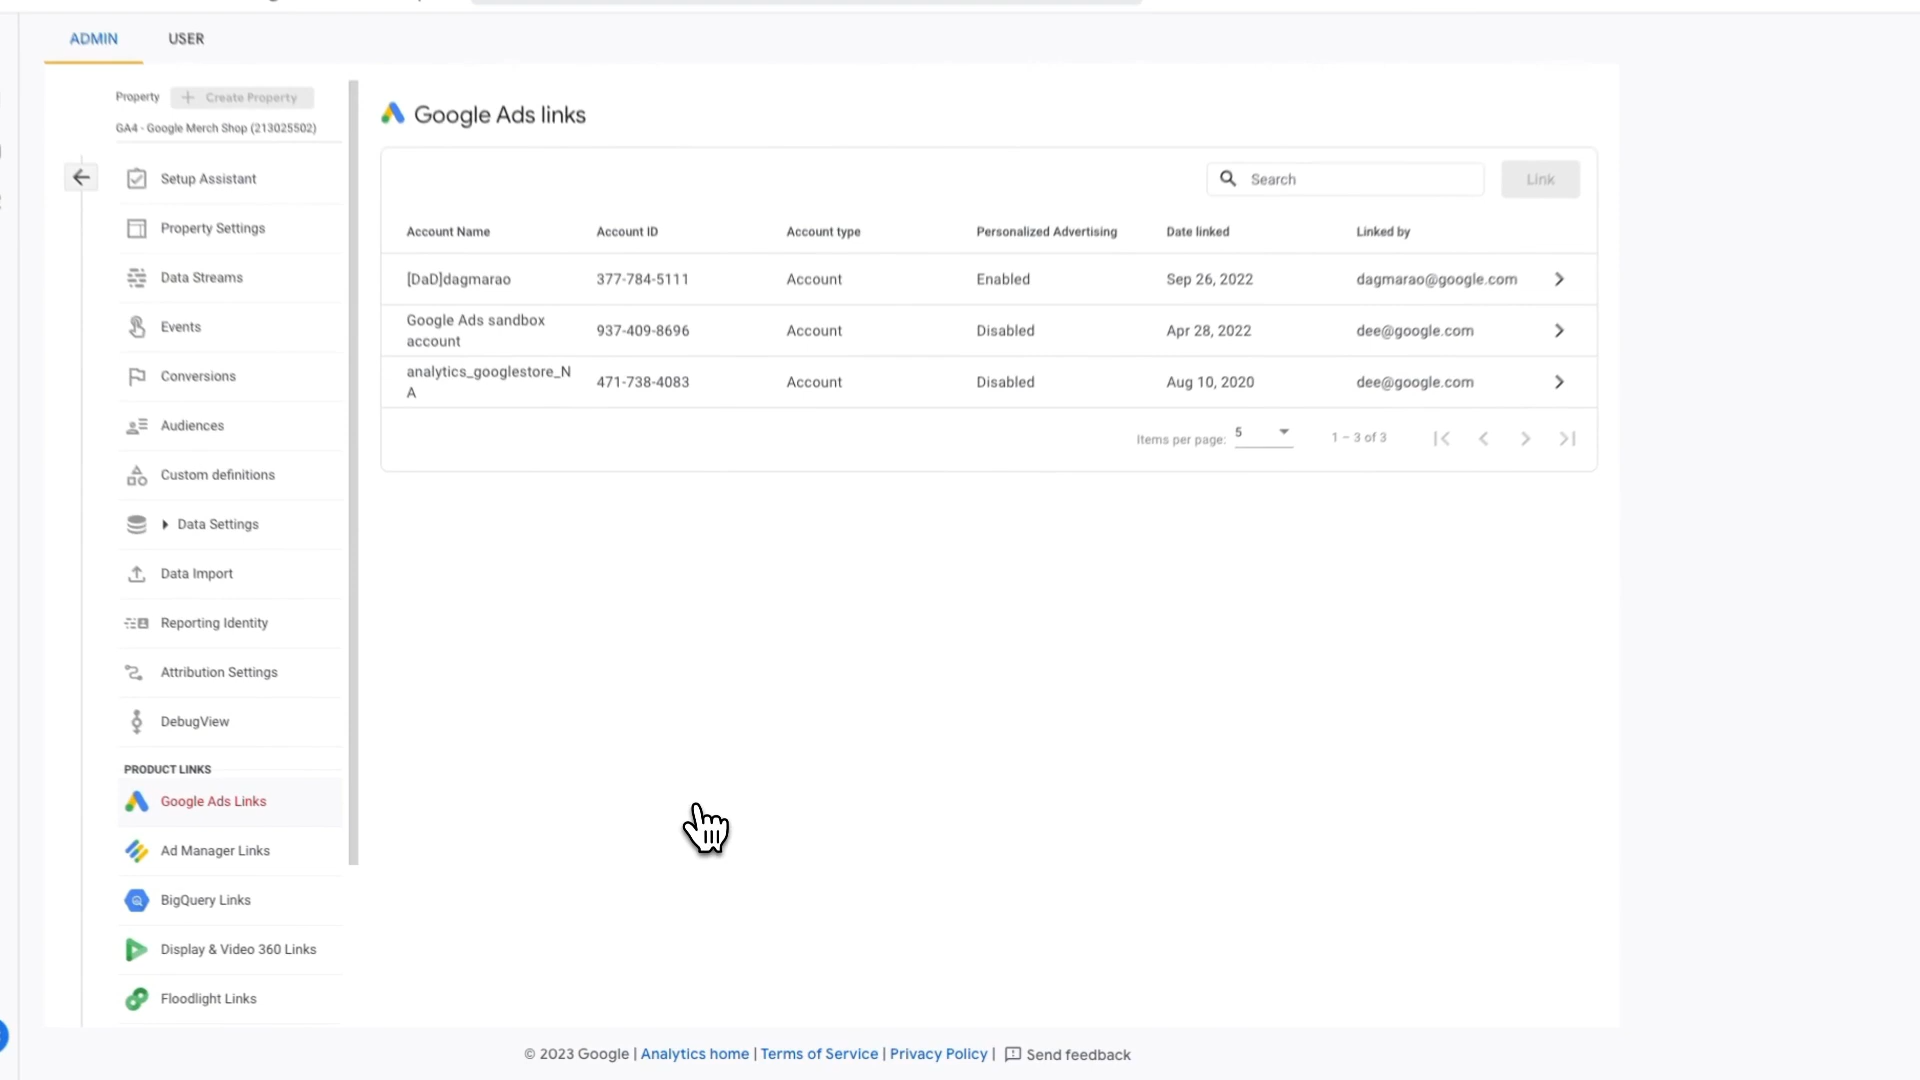 ADMIN
USER
Property
Create Property
GA4 - Google Merch Shop (213025502)
Setup Assistant
Property Settings
Data Streams
Events
Conversions
Audiences
Custom definitions
Data Settings
Data Import
Reporting Identity
Attribution Settings
DebugView
PRODUCT LINKS
Google Ads Links
Ad Manager Links
BigQuery Links
Display & Video 360 Links
Floodlight Links
Google Ads links
Search
Link
Account Name Account ID Account type Personalized Advertising Date linked Linked by
[DaD]dagmarao 377-784-5111 Account Enabled Sep 26, 2022 dagmarao@google.com
Google Ads sandbox
account
937-409-8696 Account Disabled Apr 28, 2022 dee@google.com
analytics_googlestore_N
A
471-738-4083 Account Disabled Aug 10, 2020 dee@google.com
Items per page: 5 1 – 3 of 3
© 2023 Google | Analytics home | Terms of Service | Privacy Policy | Send feedback